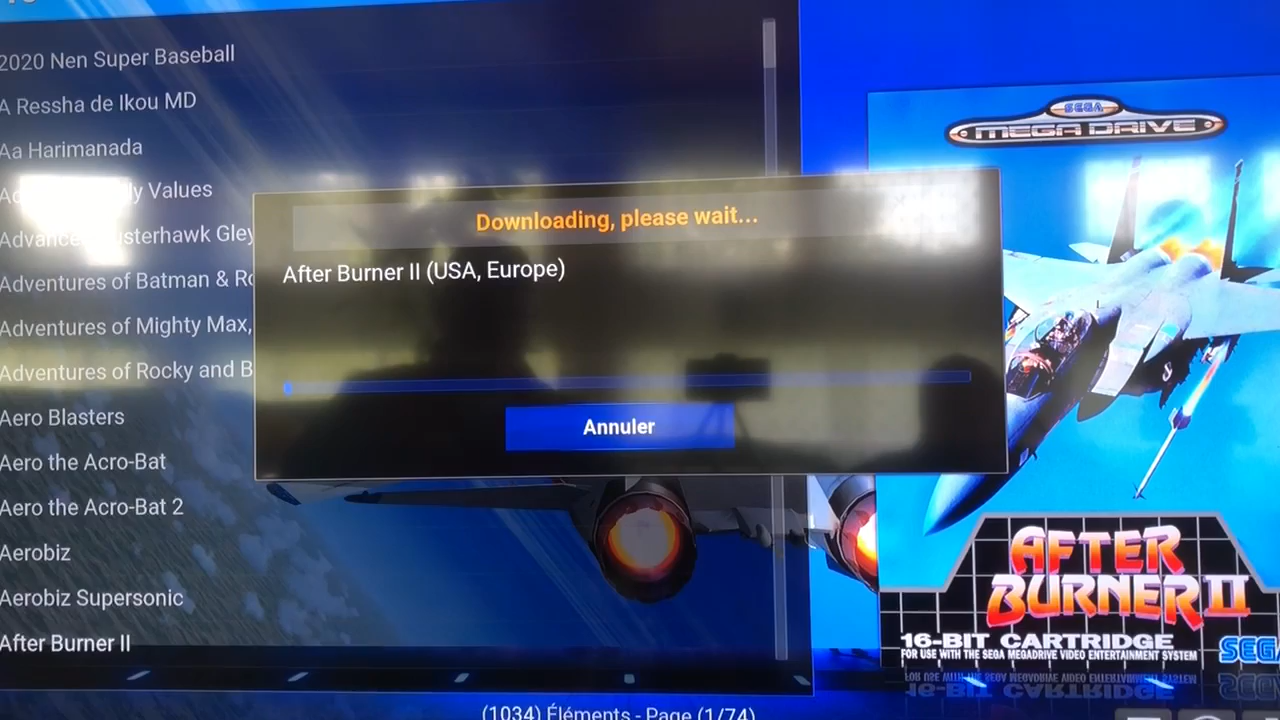 2020 Nen Super Baseball
A Ressha de Ikou MD
Aa Harimanada
Values
Adventures of Batman &
Adventures of Mighty Max,
Adventures of Rocky and
Aero Blasters
Aero the Acro-Bat
Aero the Acro-Bat 2
Aerobiz
Aerobiz Supersonic
After Burner II
Downloading, please wait...
After Burner II (USA, Europe)
Annuler
(1034) Éléments - Page (1/74)
SEGA
MEGA DRIVE
AFTER
BURNER II
16-BIT CARTRIDGE
FOR USE WITH THE SEGA MEGADRIVE VIDEO ENTERTAINMENT SYSTEM